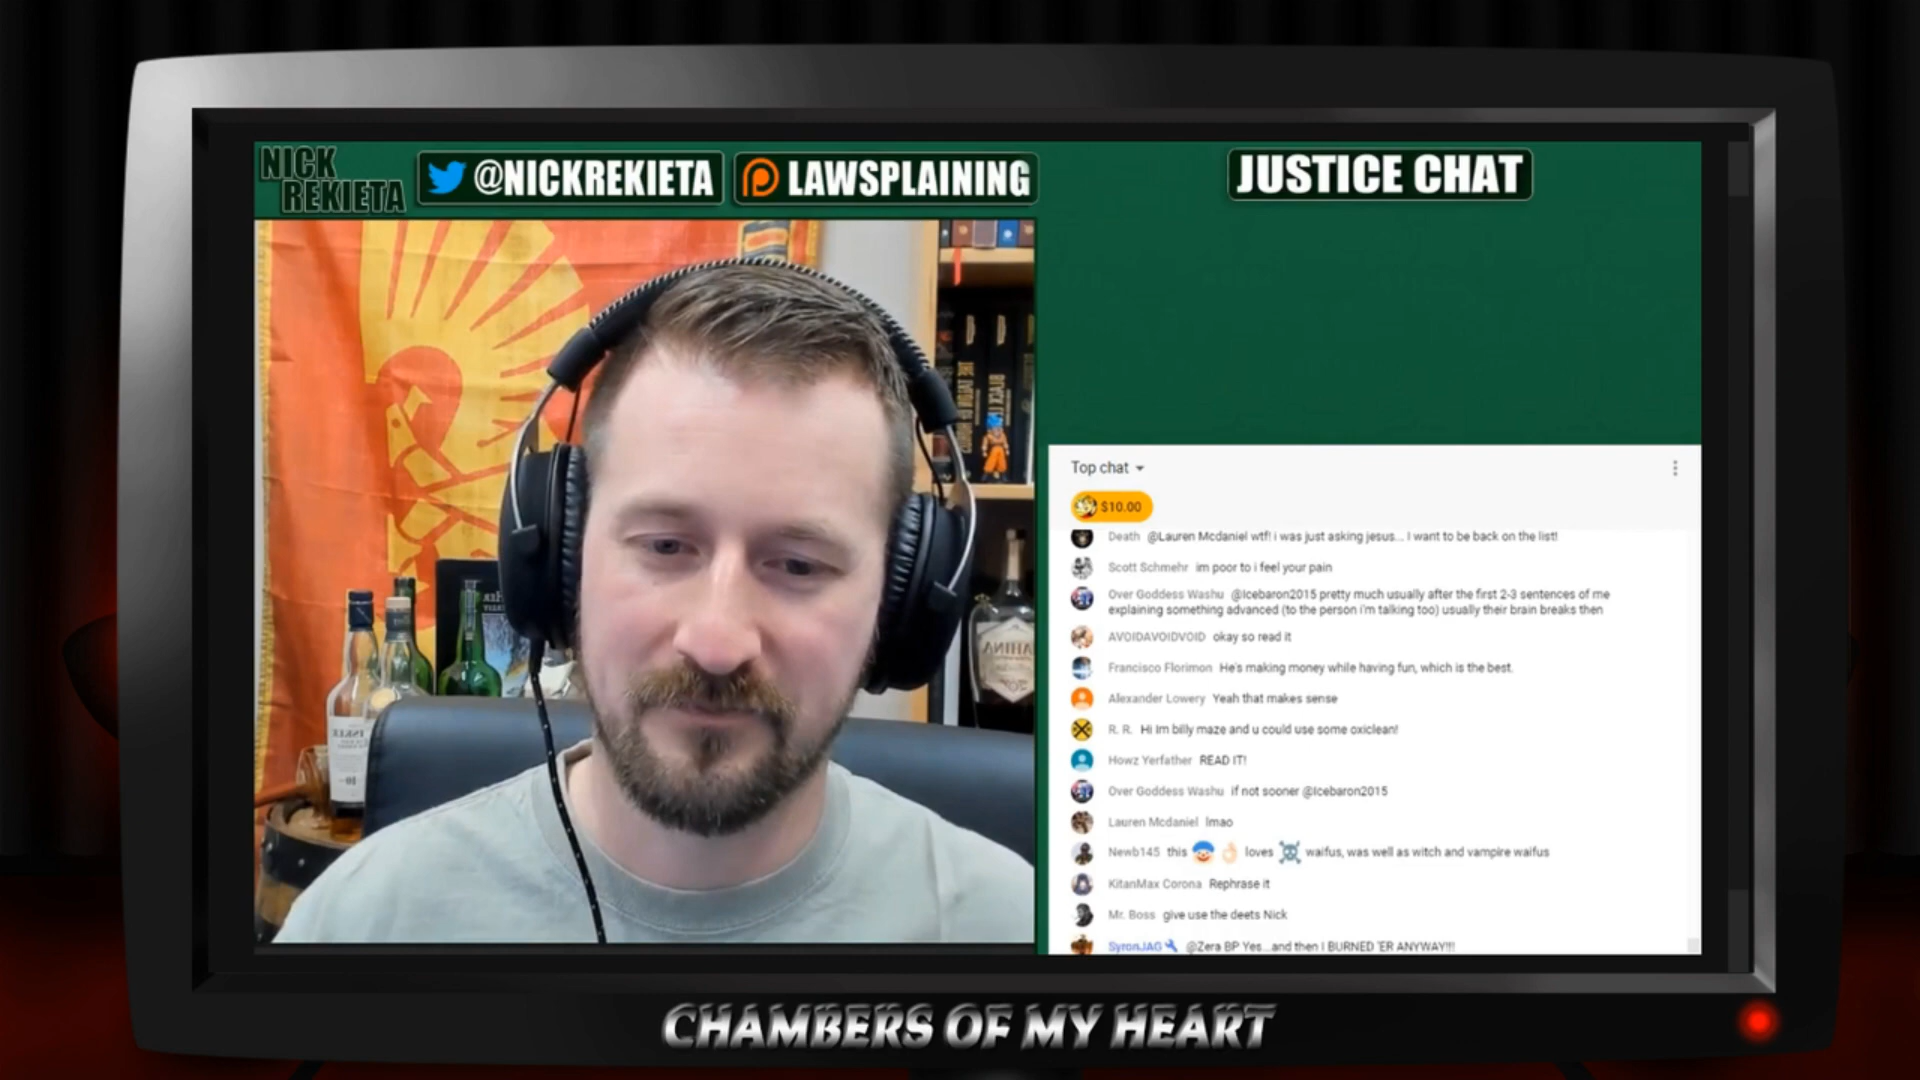 NICK
REKIETA
@NICKREKIETA
LAWSPLAINING
JUSTICE CHAT
Top chat
$10.00
Death @Lauren Mcdaniel wtf! i was just asking jesus... I want to be back on the list!
Scott Schmehr im poor to i feel your pain
Over Goddess Washu @Icebaron2015 pretty much usually after the first 2-3 sentences of me
explaining something advanced (to the person i'm talking too) usually their brain breaks then
AVOIDAVOIDVOID okay so read it
Francisco Florimon He's making money while having fun, which is the best.
Alexander Lowery Yeah that makes sense
R. R. Hi Im billy maze and u could use some oxiclean!
Howz Yerfather READ IT!
Over Goddess Washu if not sooner @Icebaron2015
Lauren Mcdaniel lmao
Newb145 this 🤡 👌🏻 loves ☠️ waifus, was well as witch and vampire waifus
KitanMax Corona Rephrase it
Mr. Boss give use the deets Nick
SyronJAG @Zera BP Yes...and then I BURNED 'ER ANYWAY!!!
CHAMBERS OF MY HEART